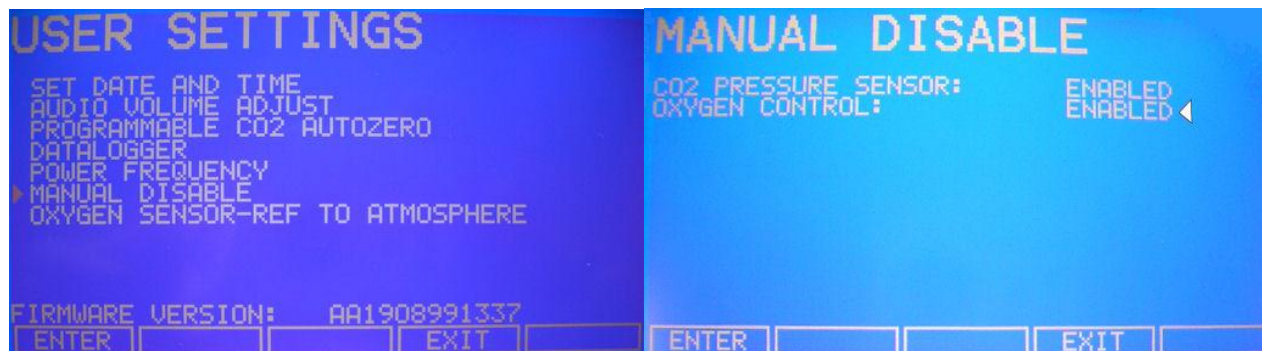 USER SETTINGS
SET DATE AND TIME
AUDIO VOLUME ADJUST
PROGRAMMABLE CO2 AUTOZERO
DATALOGGER
POWER FREQUENCY
MANUAL DISABLE
OXYGEN SENSOR-REF TO ATMOSPHERE
FIRMWARE VERSION: AA1908991337
ENTER EXIT
MANUAL DISABLE
CO2 PRESSURE SENSOR: ENABLED
OXYGEN CONTROL: ENABLED
ENTER EXIT